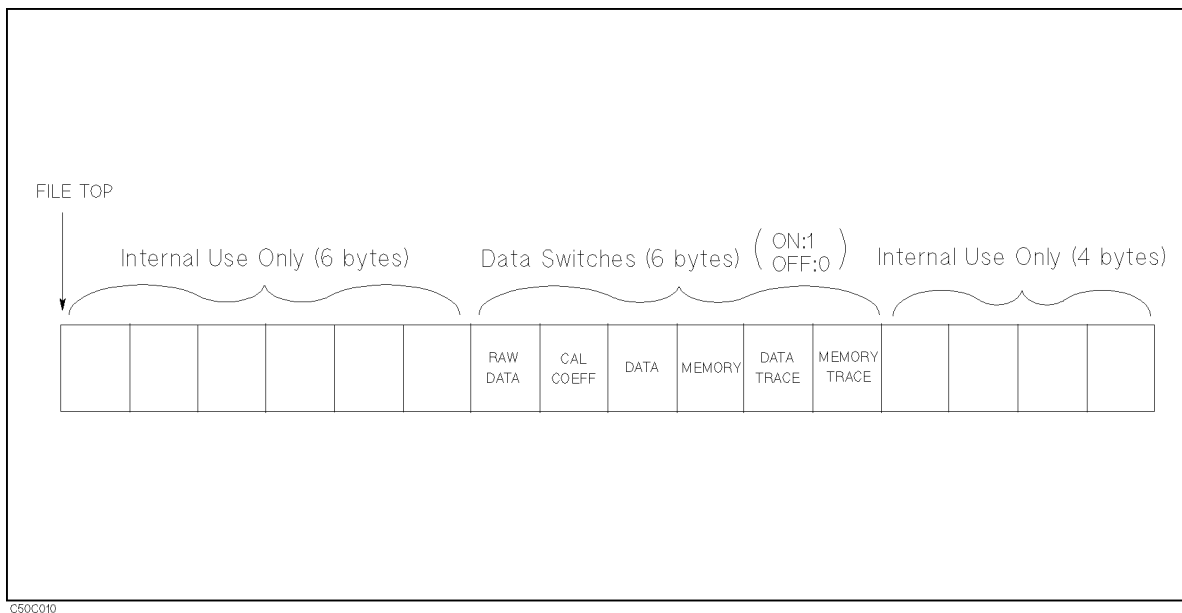 FILE TOP
Internal Use Only (6 bytes)
Data Switches (6 bytes) ( ON:1
OFF:0 )
Internal Use Only (4 bytes)
RAW
DATA
CAL
COEFF
DATA
MEMORY
DATA
TRACE
MEMORY
TRACE
C50C010